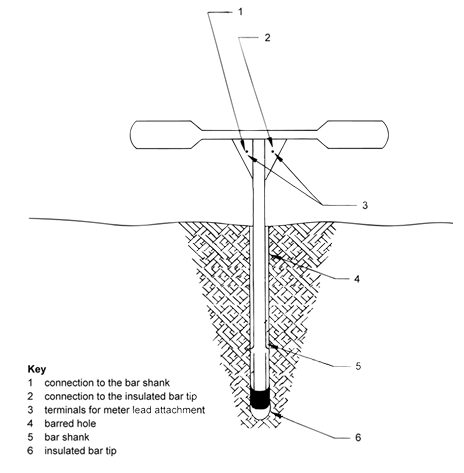 1
2
3
4
5
6
Key
1 connection to the bar shank
2 connection to the insulated bar tip
3 terminals for meter lead attachment
4 barred hole
5 bar shank
6 insulated bar tip